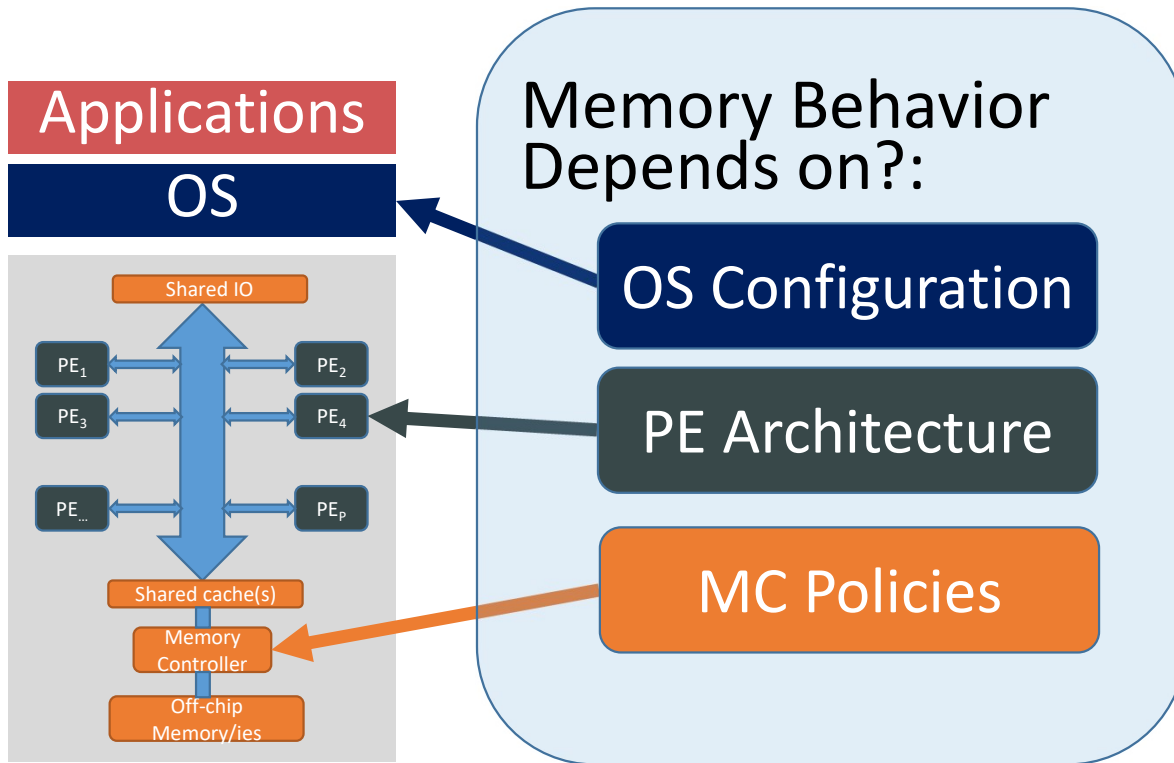 Applications
OS
Shared IO
PE₁
PE₂
PE₃
PE₄
PE...
PEₚ
Shared cache(s)
Memory
Controller
Off-chip
Memory/ies
Memory Behavior
Depends on?:
OS Configuration
PE Architecture
MC Policies